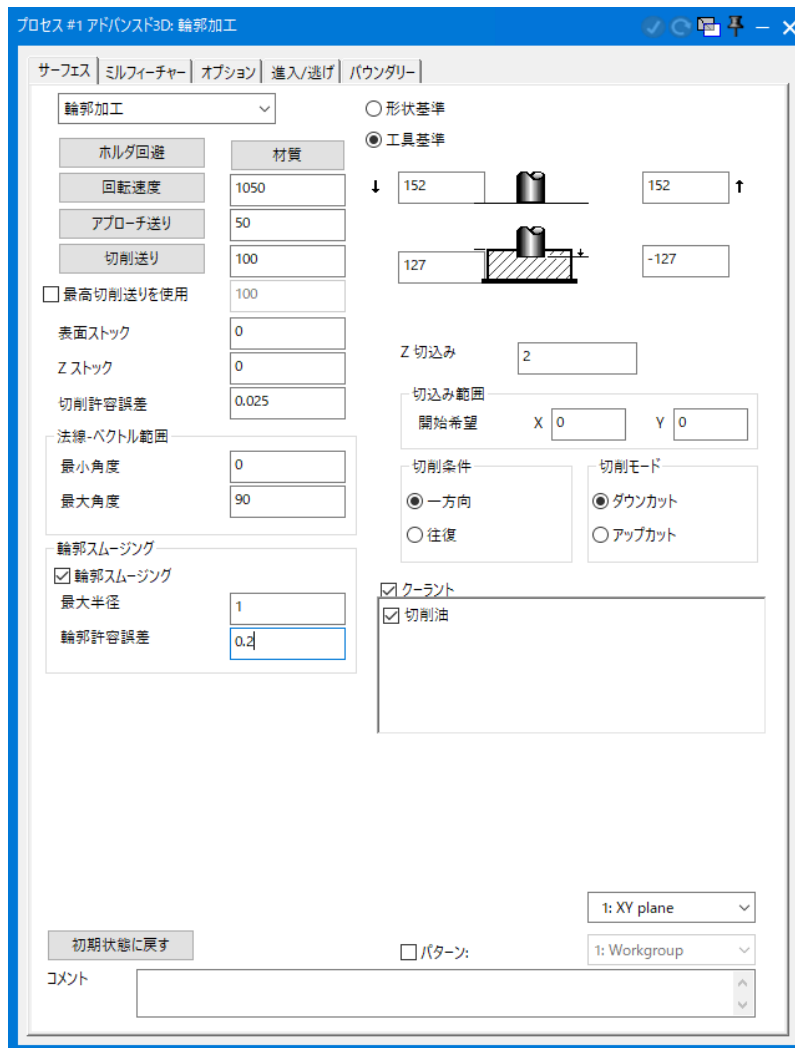 プロセス #1 アドバンスド3D: 輪郭加工
サーフェス ミルフィーチャー オプション 進入/逃げ バウンダリー
輪郭加工
形状基準
工具基準
ホルダ回避
材質
回転速度
1050
152
152
アプローチ送り
50
切削送り
100
127
-127
最高切削送りを使用
100
表面ストック
0
Z ストック
0
Z 切込み
2
切削許容誤差
0.025
切込み範囲
開始希望 X 0 Y 0
法線-ベクトル範囲
最小角度
0
最大角度
90
切削条件
一方向
往復
切削モード
ダウンカット
アップカット
輪郭スムージング
輪郭スムージング
最大半径
1
輪郭許容誤差
0.2
クーラント
切削油
1: XY plane
初期状態に戻す
パターン:
1: Workgroup
コメント